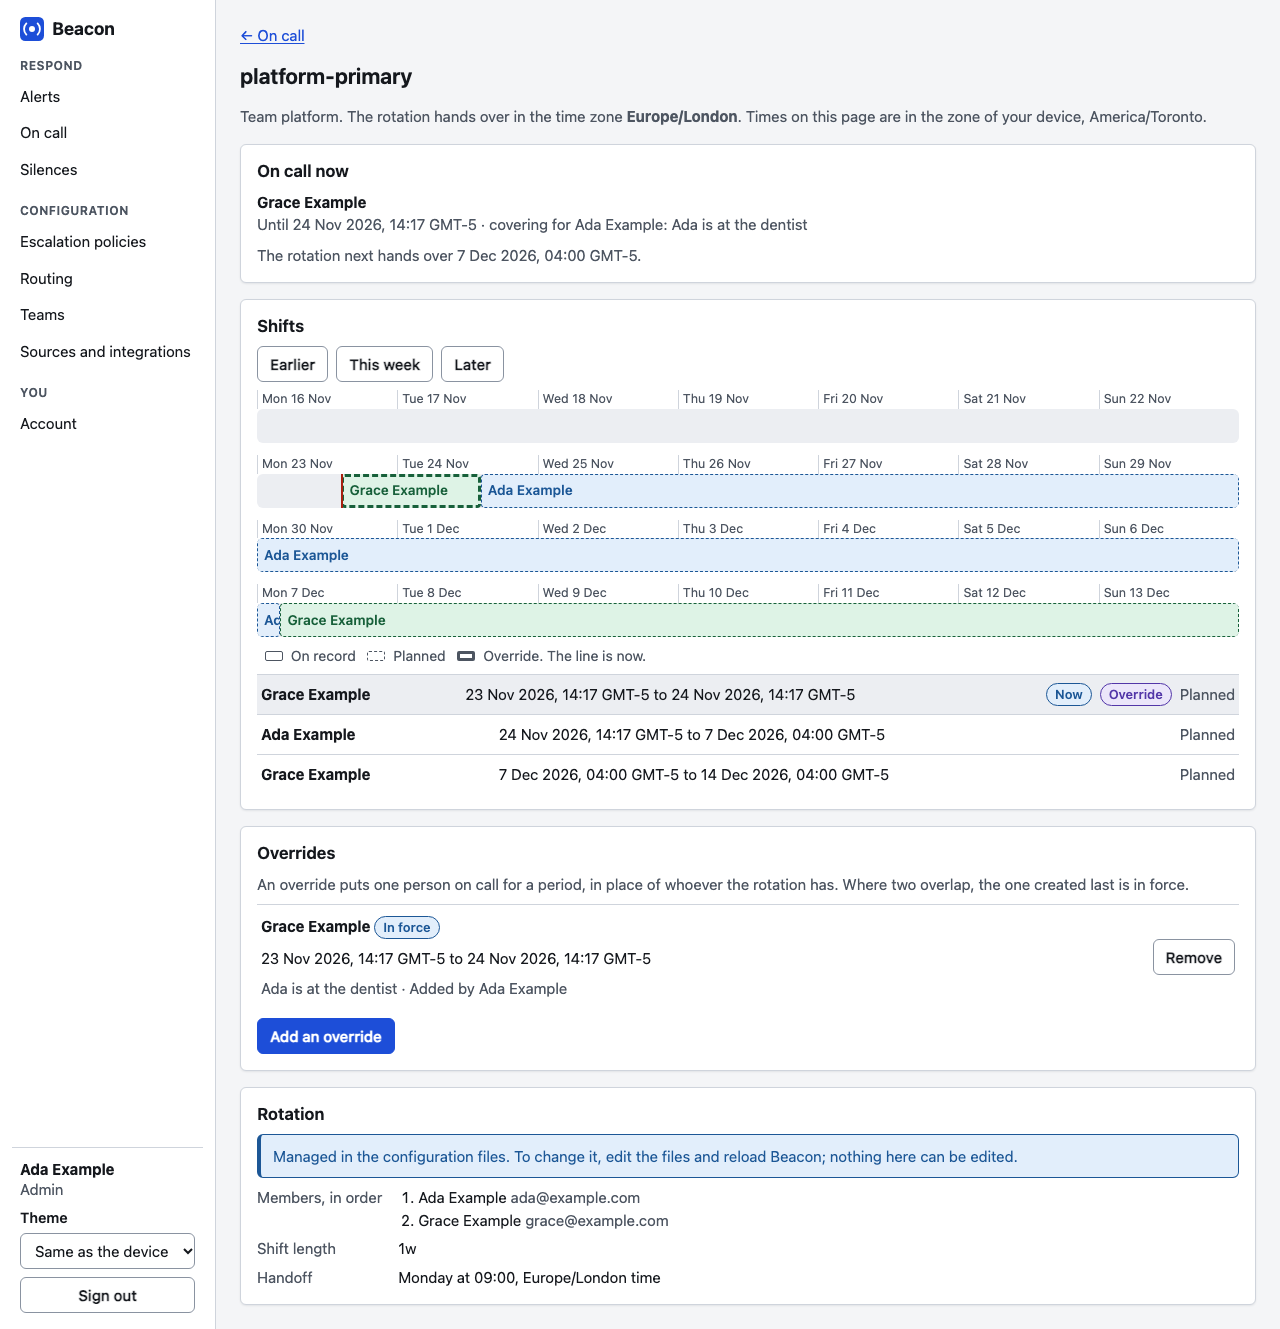 Beacon
RESPOND
Alerts
On call
Silences
CONFIGURATION
Escalation policies
Routing
Teams
Sources and integrations
YOU
Account
Ada Example
Admin
Theme
Same as the device
Sign out
← On call
platform-primary
Team platform. The rotation hands over in the time zone Europe/London. Times on this page are in the zone of your device, America/Toronto.
On call now
Grace Example
Until 24 Nov 2026, 14:17 GMT-5 · covering for Ada Example: Ada is at the dentist
The rotation next hands over 7 Dec 2026, 04:00 GMT-5.
Shifts
Earlier This week Later
Mon 16 Nov Tue 17 Nov Wed 18 Nov Thu 19 Nov Fri 20 Nov Sat 21 Nov Sun 22 Nov
Mon 23 Nov Tue 24 Nov Wed 25 Nov Thu 26 Nov Fri 27 Nov Sat 28 Nov Sun 29 Nov
Grace Example Ada Example
Mon 30 Nov Tue 1 Dec Wed 2 Dec Thu 3 Dec Fri 4 Dec Sat 5 Dec Sun 6 Dec
Ada Example
Mon 7 Dec Tue 8 Dec Wed 9 Dec Thu 10 Dec Fri 11 Dec Sat 12 Dec Sun 13 Dec
Grace Example
On record Planned Override. The line is now.
Grace Example 23 Nov 2026, 14:17 GMT-5 to 24 Nov 2026, 14:17 GMT-5 Now Override Planned
Ada Example 24 Nov 2026, 14:17 GMT-5 to 7 Dec 2026, 04:00 GMT-5 Planned
Grace Example 7 Dec 2026, 04:00 GMT-5 to 14 Dec 2026, 04:00 GMT-5 Planned
Overrides
An override puts one person on call for a period, in place of whoever the rotation has. Where two overlap, the one created last is in force.
Grace Example In force
23 Nov 2026, 14:17 GMT-5 to 24 Nov 2026, 14:17 GMT-5
Remove
Ada is at the dentist · Added by Ada Example
Add an override
Rotation
Managed in the configuration files. To change it, edit the files and reload Beacon; nothing here can be edited.
Members, in order 1. Ada Example ada@example.com
2. Grace Example grace@example.com
Shift length 1w
Handoff Monday at 09:00, Europe/London time